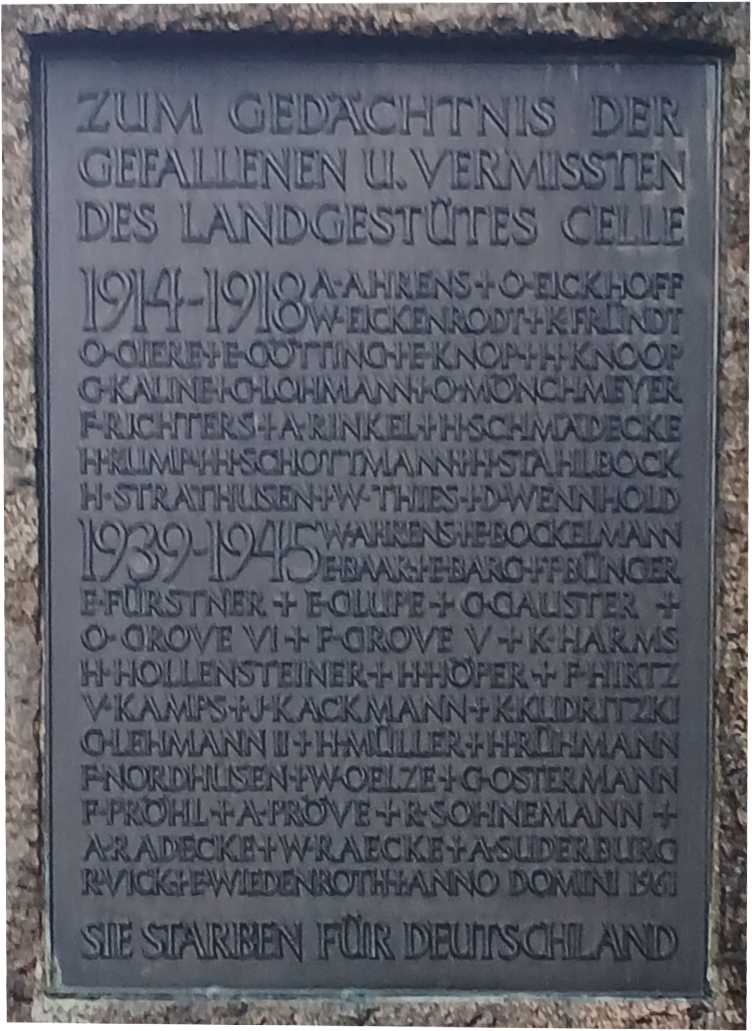 ZUM GEDÄCHTNIS DER
GEFALLENEN U. VERMISSTEN
DES LANDGESTÜTES CELLE
1914-1918 A·AHRENS+O·EICKHOFF
W·EICKENRODT+K·FRÜNDT
O·GIERE+E·GÖTTING+E·KNOP+H·KNOOP
G·KALINE+G·LOHMANN+O·MÖNCHMEYER
F·RICHTERS+A·RINKEL+H·SCHMADECKE
H·RUMP+H·SCHOTTMANN+H·STAHLBOCK
H·STRATHUSEN+W·THIES+D·WENNHOLD
1939-1945 W·AHRENS+E·BOCKELMANN
E·BAAK+E·BARG+F·BÜNGER
E·FÜRSTNER + E·GLUPE + G·GAUSTER +
O·GROVE VI + F·GROVE V + K·HARMS
H·HOLLENSTEINER + H·HÖPER + P·HIRTZ
V·KAMPS+J·KACKMANN+K·KUDRITZKI
G·LEHMANN II+H·MÜLLER+H·RÜHMANN
F·NORDHUSEN+W·OELZE+G·OSTERMANN
F·PRÖHL+A·PRÖVE+R·SOHNEMANN +
A·RADECKE+W·RAECKE+A·SUDERBURG
R·VICK+E·WIEDENROTH+ANNO DOMINI 1961
SIE STARBEN FÜR DEUTSCHLAND